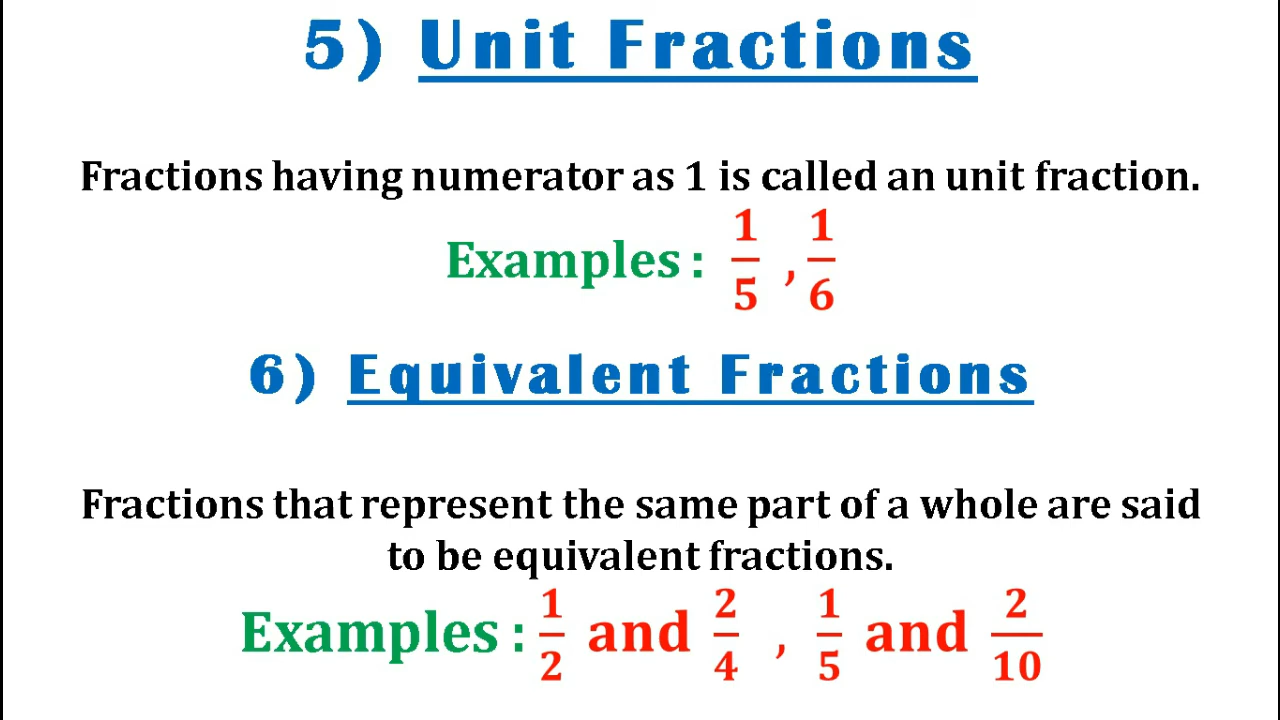 5) Unit Fractions
Fractions having numerator as 1 is called an unit fraction.
Examples : 1/5 , 1/6
6) Equivalent Fractions
Fractions that represent the same part of a whole are said
to be equivalent fractions.
Examples : 1/2 and 2/4 , 1/5 and 2/10